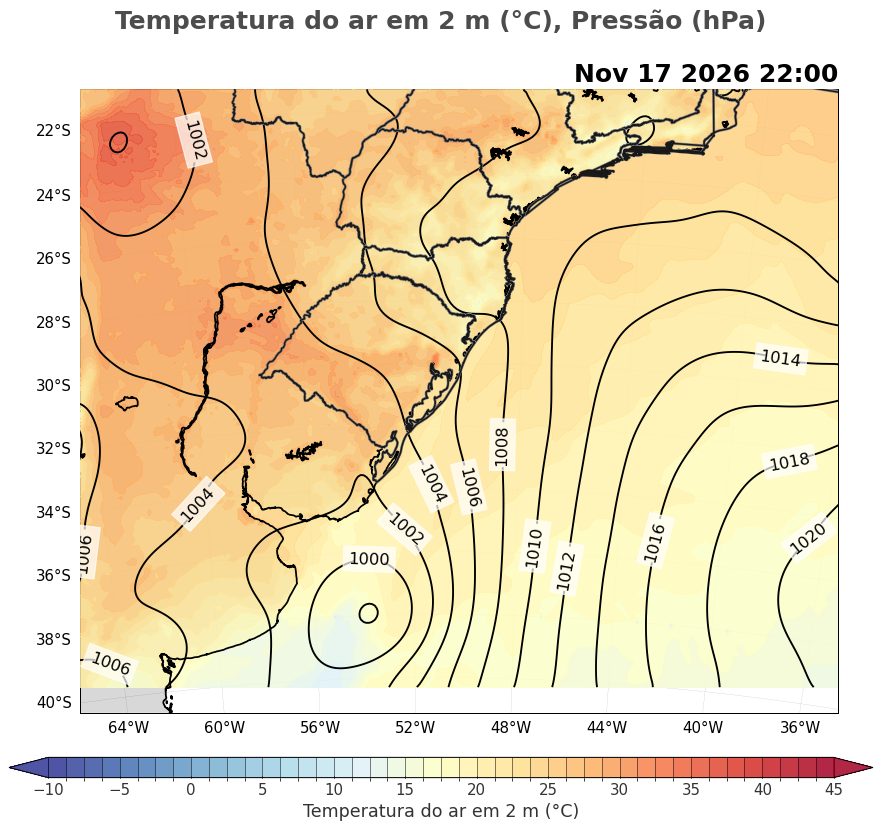 Temperatura do ar em 2 m (°C), Pressão (hPa)
Nov 17 2026 22:00
22°S
24°S
26°S
28°S
30°S
32°S
34°S
36°S
38°S
40°S
1002
1014
1018
1008
1004
1006
1004
1002
1006
1010
1012
1016
1020
1000
1006
64°W 60°W 56°W 52°W 48°W 44°W 40°W 36°W
−10 −5 0 5 10 15 20 25 30 35 40 45
Temperatura do ar em 2 m (°C)